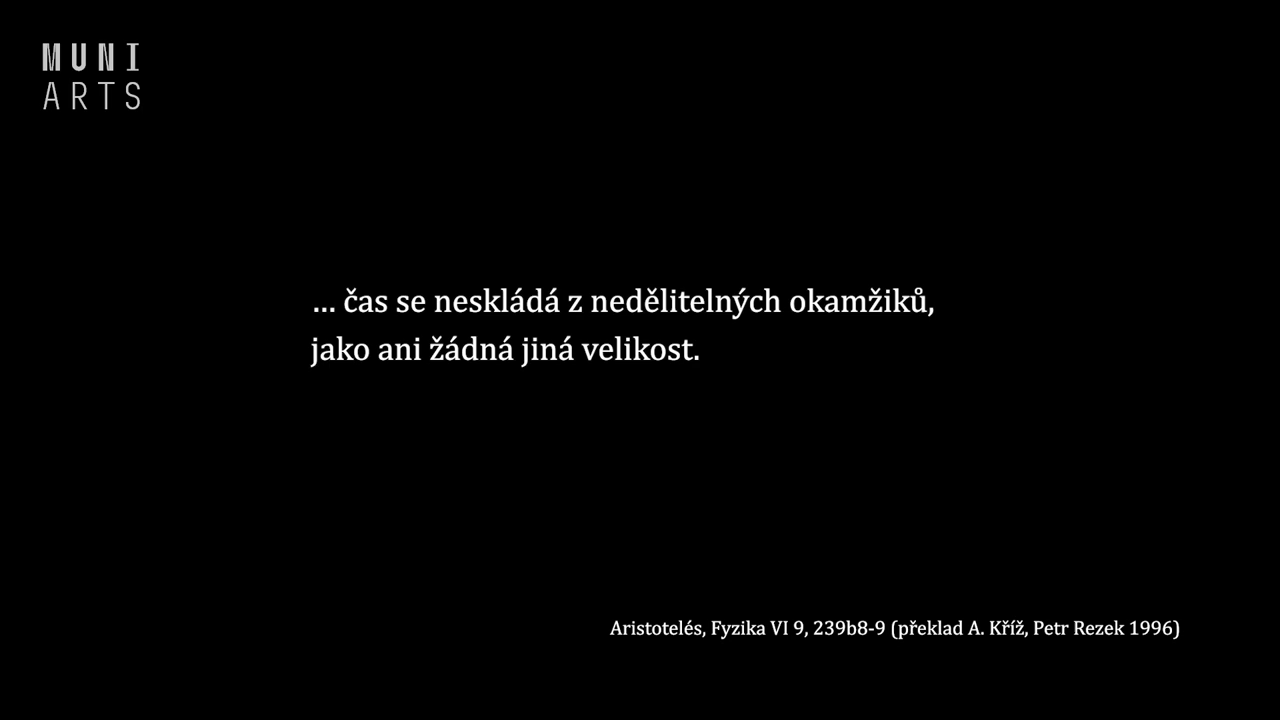 MUNI
ARTS
... čas se neskládá z nedělitelných okamžiků,
jako ani žádná jiná velikost.
Aristotelés, Fyzika VI 9, 239b8-9 (překlad A. Kříž, Petr Rezek 1996)